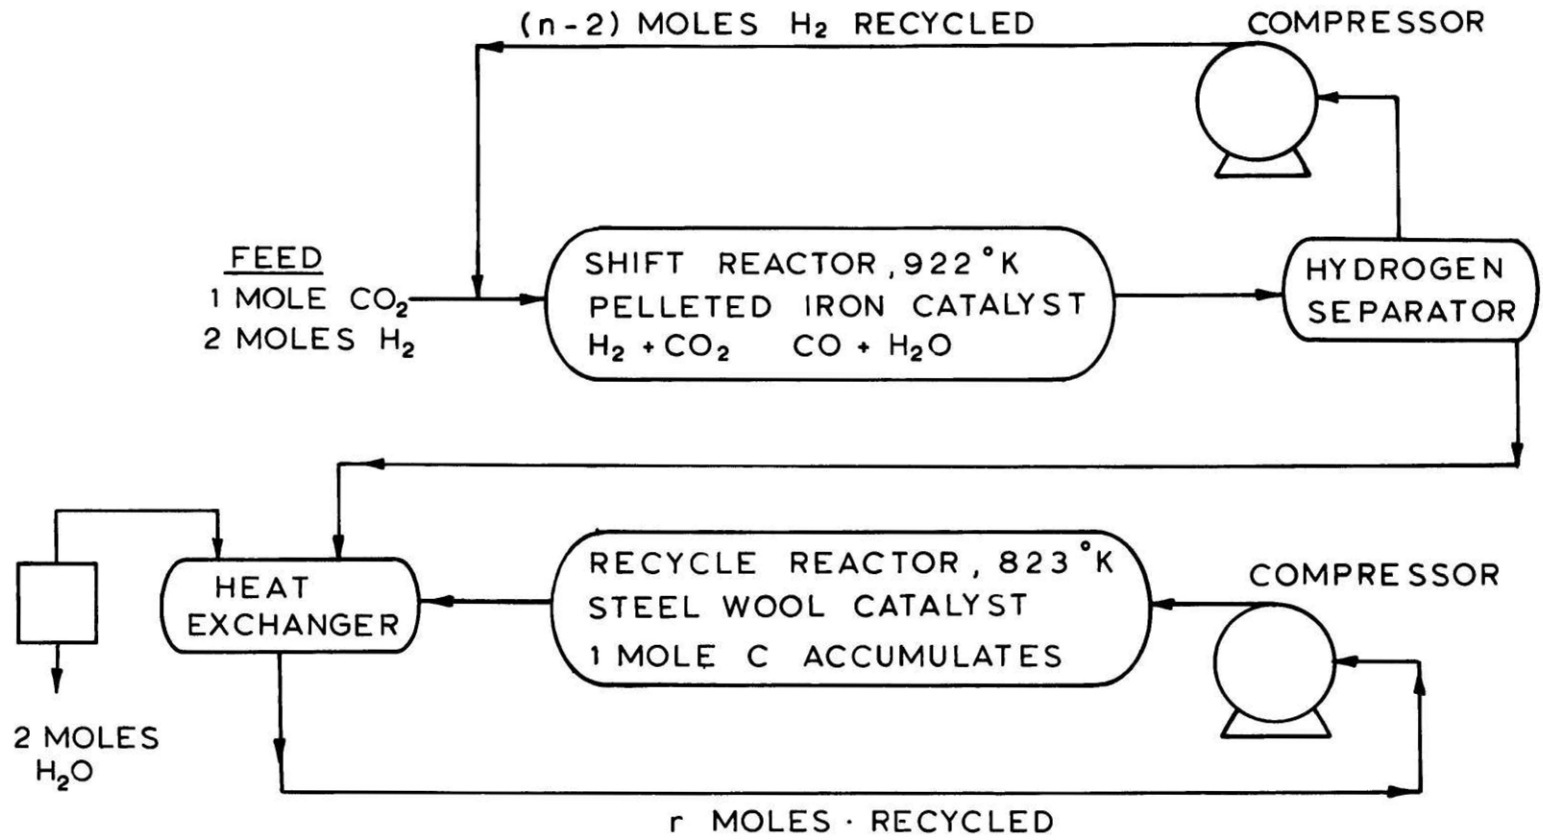 (n-2) MOLES H₂ RECYCLED
COMPRESSOR
FEED
1 MOLE CO₂
2 MOLES H₂
SHIFT REACTOR, 922 °K
PELLETED IRON CATALYST
H₂ + CO₂ CO + H₂O
HYDROGEN
SEPARATOR
HEAT
EXCHANGER
RECYCLE REACTOR, 823 °K
STEEL WOOL CATALYST
1 MOLE C ACCUMULATES
COMPRESSOR
2 MOLES
H₂O
r MOLES · RECYCLED